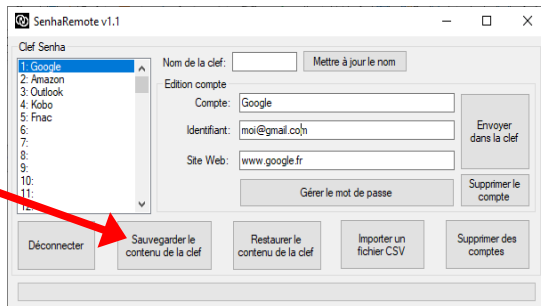 SenhaRemote v1.1
Clef Senha
1: Google
2: Amazon
3: Outlook
4: Kobo
5: Fnac
6:
7:
8:
9:
10:
11:
Nom de la clef:
Mettre à jour le nom
Edition compte
Compte: Google
Identifiant: moi@gmail.com
Site Web: www.google.fr
Gérer le mot de passe
Envoyer
dans la clef
Supprimer le
compte
Déconnecter
Sauvegarder le
contenu de la clef
Restaurer le
contenu de la clef
Importer un
fichier CSV
Supprimer des
comptes